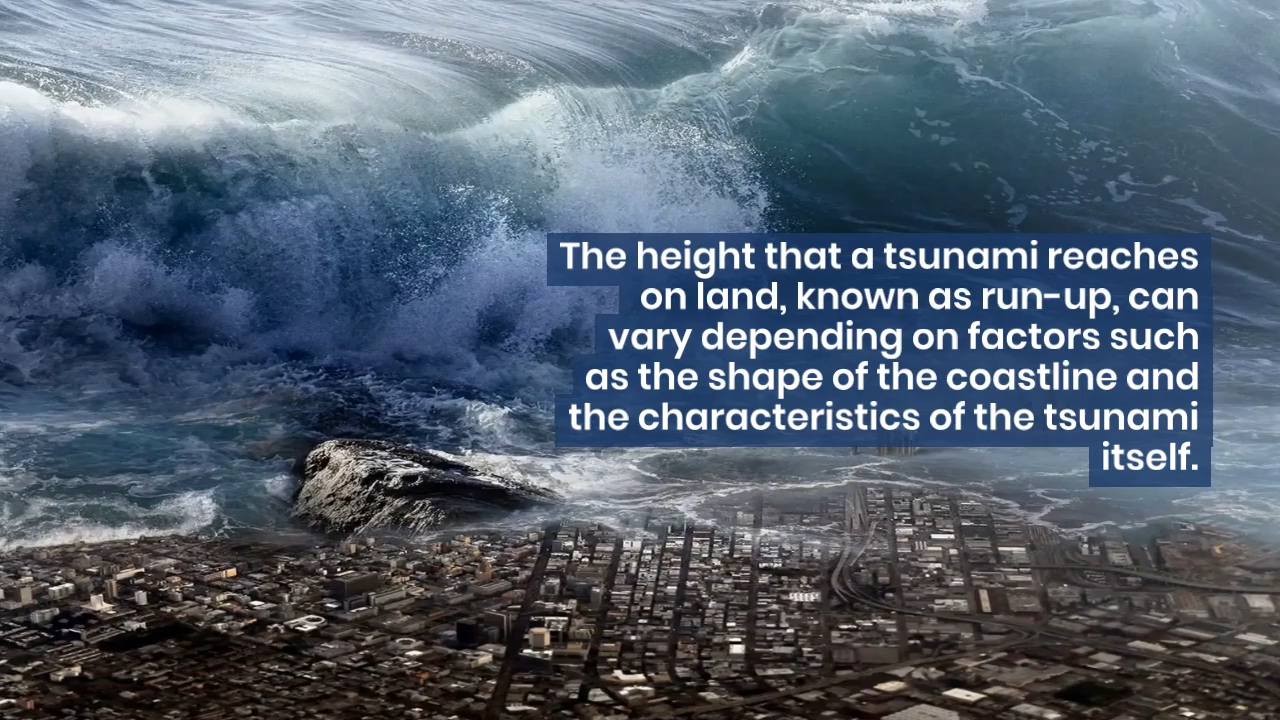 The height that a tsunami reaches
on land, known as run-up, can
vary depending on factors such
as the shape of the coastline and
the characteristics of the tsunami
itself.